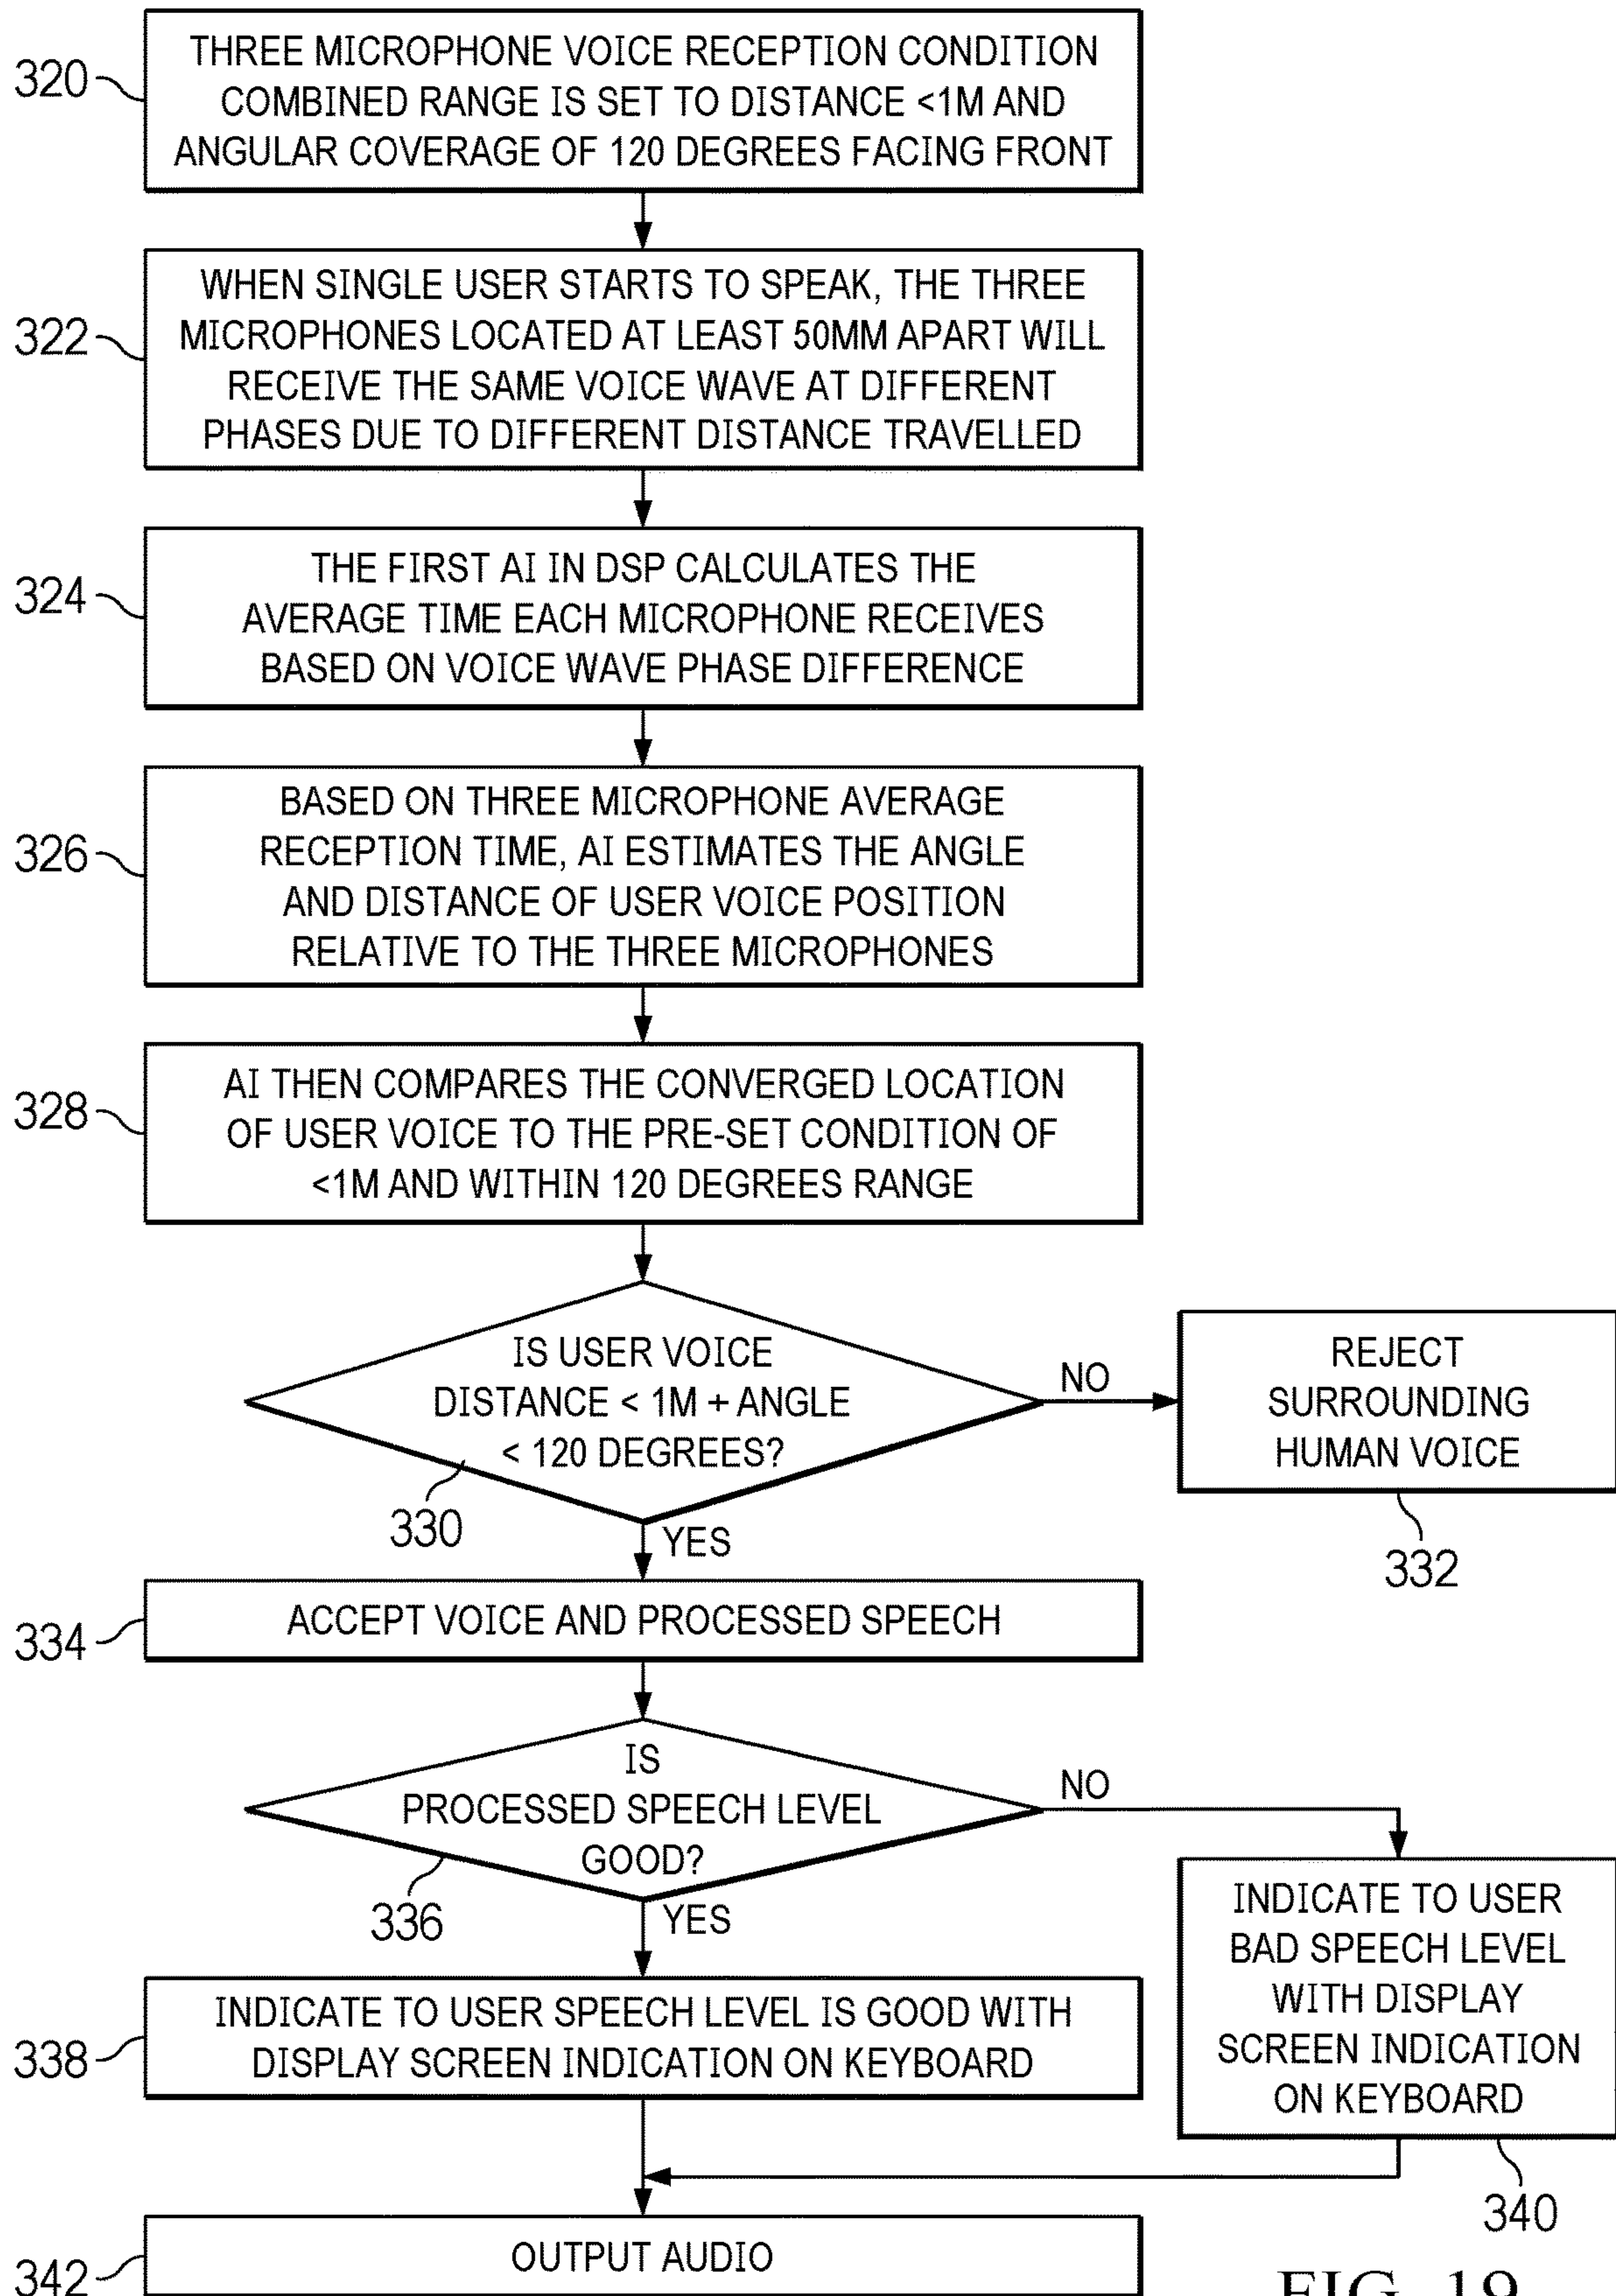 320
THREE MICROPHONE VOICE RECEPTION CONDITION
COMBINED RANGE IS SET TO DISTANCE <1M AND
ANGULAR COVERAGE OF 120 DEGREES FACING FRONT
322
WHEN SINGLE USER STARTS TO SPEAK, THE THREE
MICROPHONES LOCATED AT LEAST 50MM APART WILL
RECEIVE THE SAME VOICE WAVE AT DIFFERENT
PHASES DUE TO DIFFERENT DISTANCE TRAVELLED
324
THE FIRST AI IN DSP CALCULATES THE
AVERAGE TIME EACH MICROPHONE RECEIVES
BASED ON VOICE WAVE PHASE DIFFERENCE
326
BASED ON THREE MICROPHONE AVERAGE
RECEPTION TIME, AI ESTIMATES THE ANGLE
AND DISTANCE OF USER VOICE POSITION
RELATIVE TO THE THREE MICROPHONES
328
AI THEN COMPARES THE CONVERGED LOCATION
OF USER VOICE TO THE PRE-SET CONDITION OF
<1M AND WITHIN 120 DEGREES RANGE
IS USER VOICE
DISTANCE < 1M + ANGLE
< 120 DEGREES?
330
NO
REJECT
SURROUNDING
HUMAN VOICE
332
YES
334
ACCEPT VOICE AND PROCESSED SPEECH
IS
PROCESSED SPEECH LEVEL
GOOD?
336
NO
YES
338
INDICATE TO USER SPEECH LEVEL IS GOOD WITH
DISPLAY SCREEN INDICATION ON KEYBOARD
INDICATE TO USER
BAD SPEECH LEVEL
WITH DISPLAY
SCREEN INDICATION
ON KEYBOARD
340
342
OUTPUT AUDIO
FIG. 19